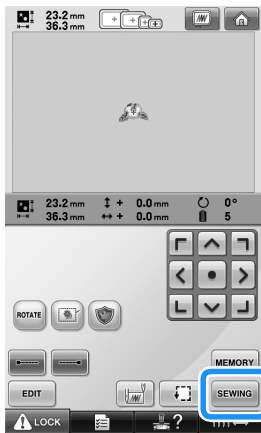 23.2 mm
36.3 mm
23.2 mm + 0.0 mm 0°
36.3 mm + 0.0 mm 5
ROTATE
MEMORY
EDIT SEWING
LOCK ?